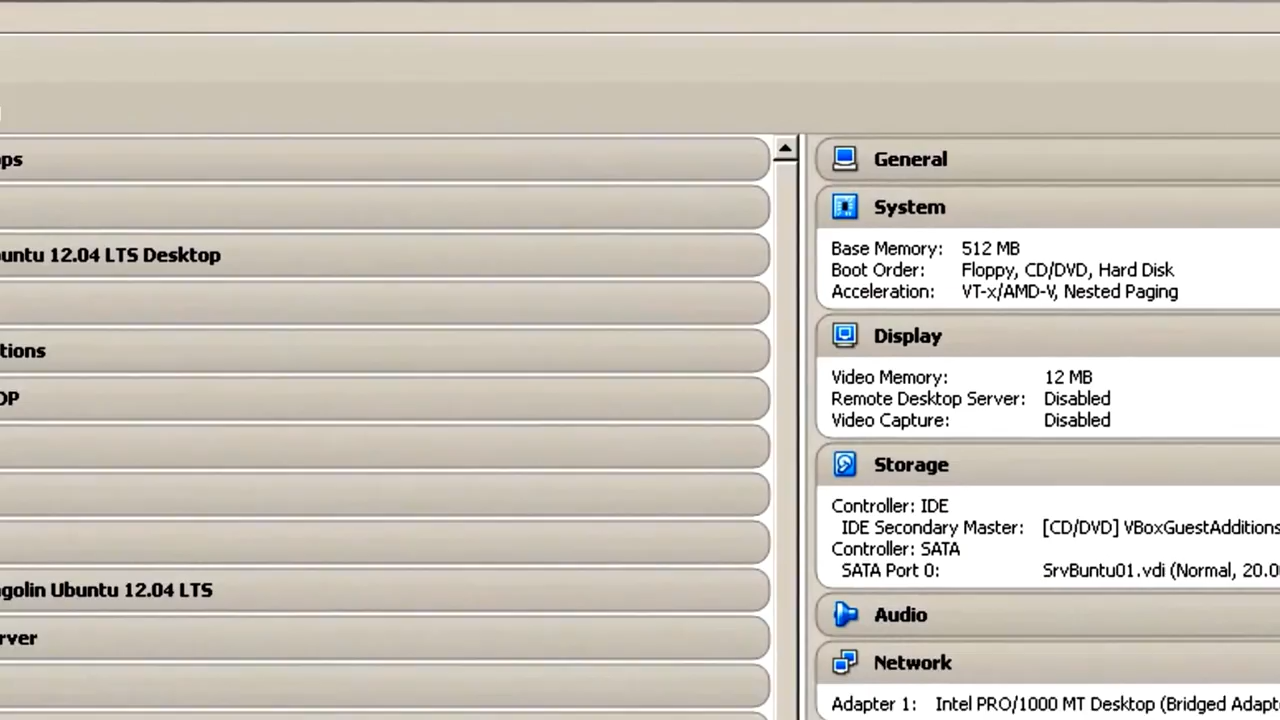 ops
buntu 12.04 LTS Desktop
tions
OP
golin Ubuntu 12.04 LTS
rver
General
System
Base Memory: 512 MB
Boot Order: Floppy, CD/DVD, Hard Disk
Acceleration: VT-x/AMD-V, Nested Paging
Display
Video Memory: 12 MB
Remote Desktop Server: Disabled
Video Capture: Disabled
Storage
Controller: IDE
IDE Secondary Master: [CD/DVD] VBoxGuestAdditions
Controller: SATA
SATA Port 0: SrvBuntu01.vdi (Normal, 20.0
Audio
Network
Adapter 1: Intel PRO/1000 MT Desktop (Bridged Adapt